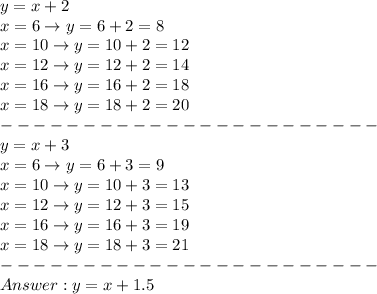 y = x + 2
x = 6 → y = 6 + 2 = 8
x = 10 → y = 10 + 2 = 12
x = 12 → y = 12 + 2 = 14
x = 16 → y = 16 + 2 = 18
x = 18 → y = 18 + 2 = 20
− − − − − − − − − − − − − − − − − − − − − − −
y = x + 3
x = 6 → y = 6 + 3 = 9
x = 10 → y = 10 + 3 = 13
x = 12 → y = 12 + 3 = 15
x = 16 → y = 16 + 3 = 19
x = 18 → y = 18 + 3 = 21
− − − − − − − − − − − − − − − − − − − − − − −
Answer : y = x + 1.5